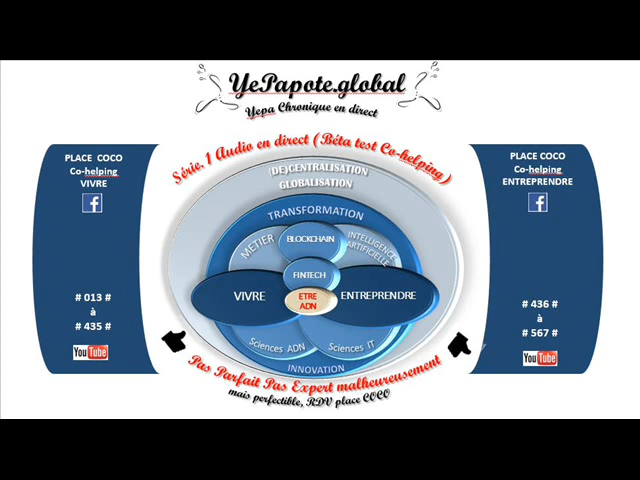 YePapote.global
Yepa Chronique en direct
Série, 1 Audio en direct (Béta test Co-helping)
PLACE COCO
Co-helping
VIVRE
# 013 #
à
# 435 #
YouTube
(DE)CENTRALISATION
GLOBALISATION
TRANSFORMATION
METIER
BLOCKCHAIN
INTELLIGENCE
ARTIFICIELLE
FINTECH
VIVRE
ETRE
ADN
ENTREPRENDRE
Sciences ADN
Sciences IT
INNOVATION
PLACE COCO
Co-helping
ENTREPRENDRE
# 436 #
à
# 567 #
YouTube
Pas Parfait Pas Expert malheureusement
mais perfectible, RDV place COCO